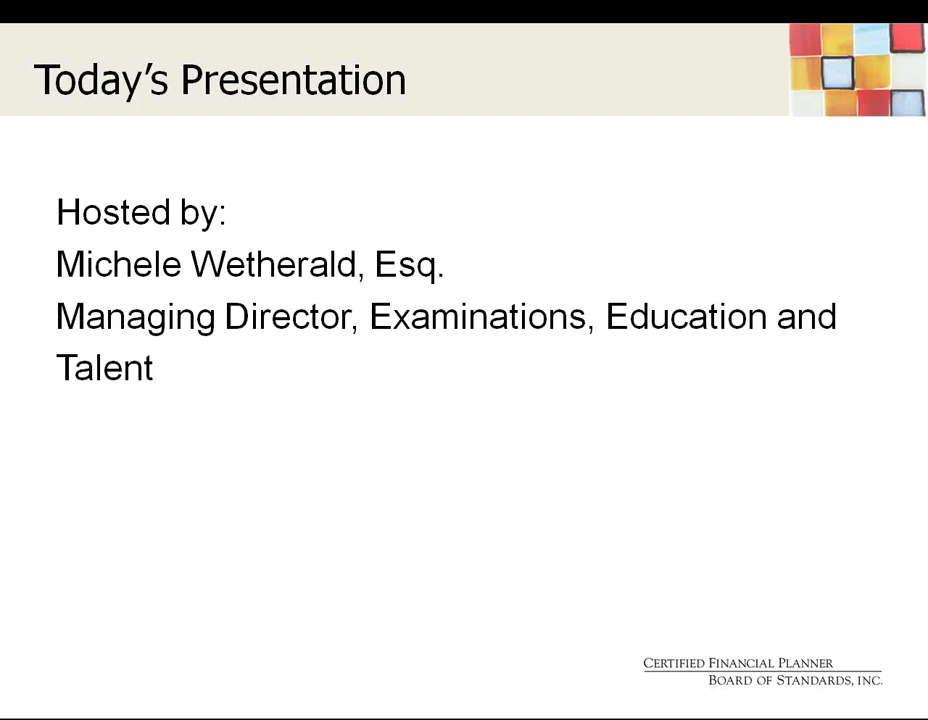 Today's Presentation
Hosted by:
Michele Wetherald, Esq.
Managing Director, Examinations, Education and
Talent
CERTIFIED FINANCIAL PLANNER
BOARD OF STANDARDS, INC.